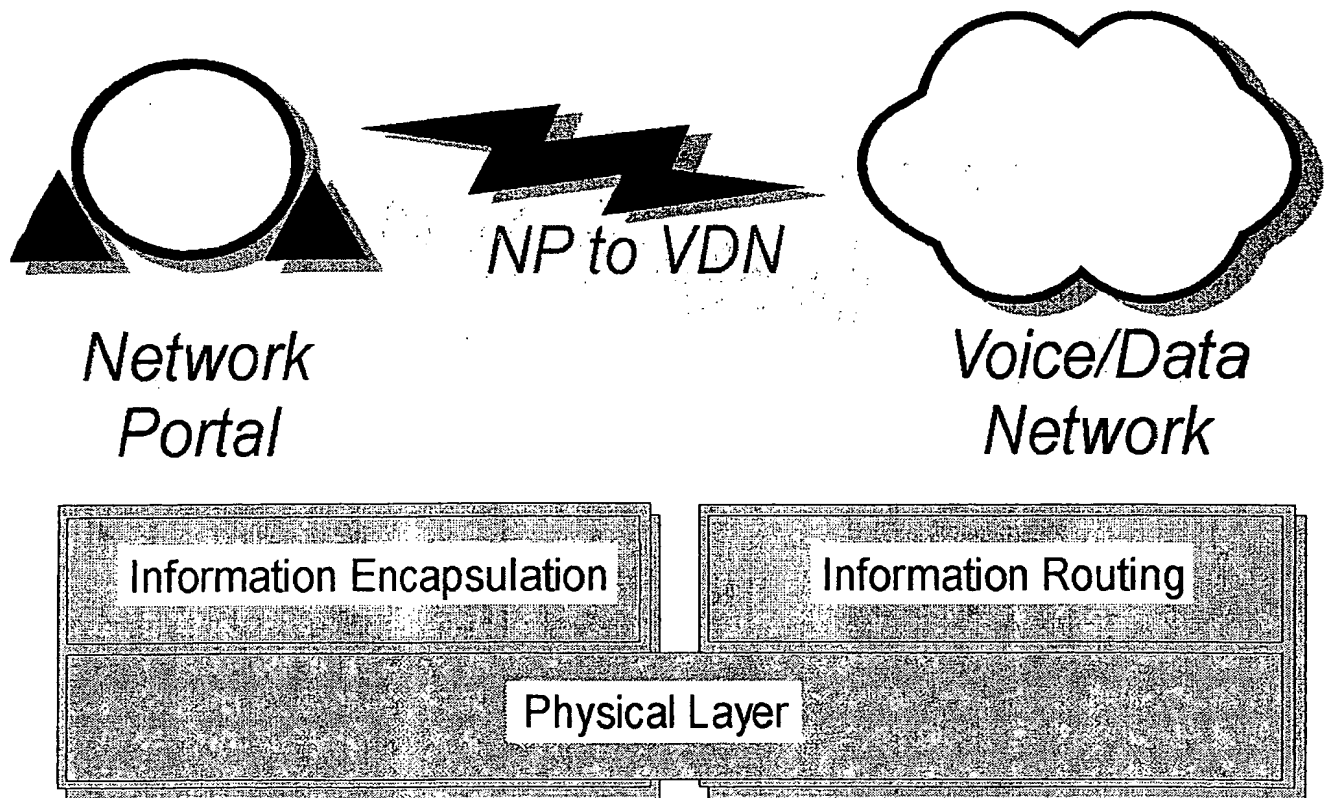 NP to VDN
Network
Portal
Voice/Data
Network
Information Encapsulation
Information Routing
Physical Layer